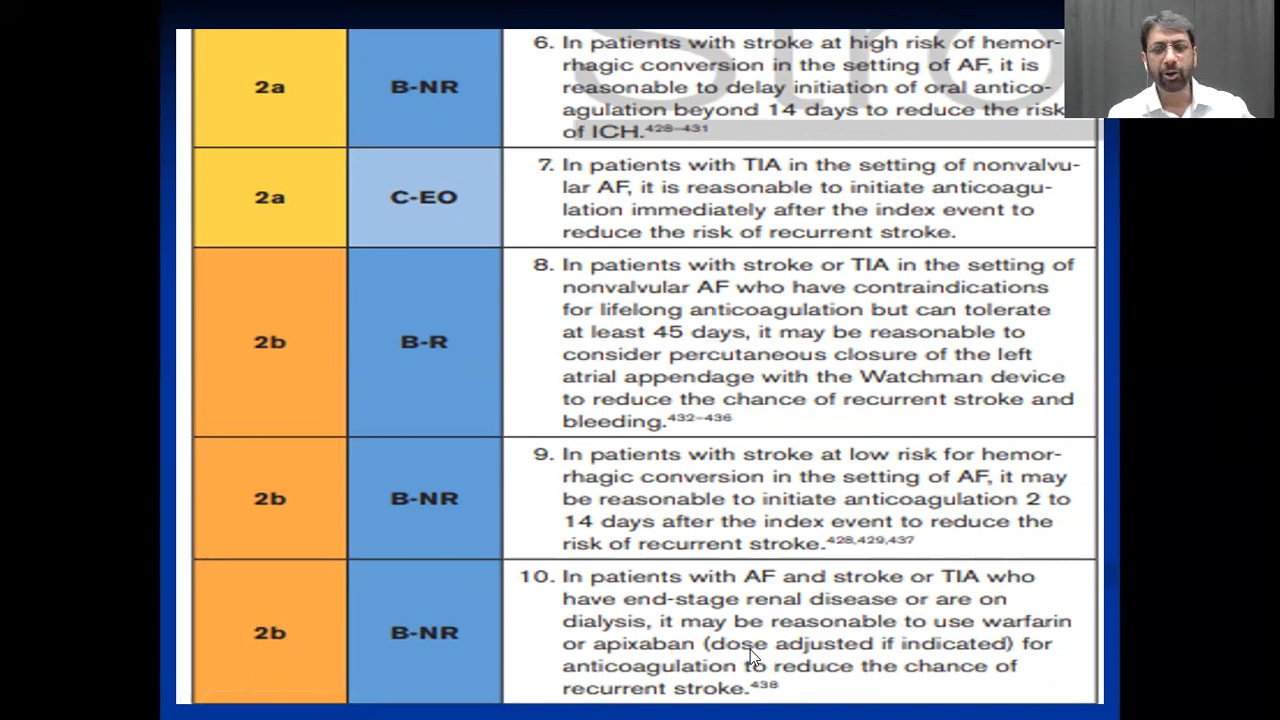 2a
B-NR
6. In patients with stroke at high risk of hemor-
rhagic conversion in the setting of AF, it is
reasonable to delay initiation of oral antico-
agulation beyond 14 days to reduce the risk
of ICH.428–431
2a
C-EO
7. In patients with TIA in the setting of nonvalvu-
lar AF, it is reasonable to initiate anticoagu-
lation immediately after the index event to
reduce the risk of recurrent stroke.
2b
B-R
8. In patients with stroke or TIA in the setting of
nonvalvular AF who have contraindications
for lifelong anticoagulation but can tolerate
at least 45 days, it may be reasonable to
consider percutaneous closure of the left
atrial appendage with the Watchman device
to reduce the chance of recurrent stroke and
bleeding.432–436
2b
B-NR
9. In patients with stroke at low risk for hemor-
rhagic conversion in the setting of AF, it may
be reasonable to initiate anticoagulation 2 to
14 days after the index event to reduce the
risk of recurrent stroke.428,429,437
2b
B-NR
10. In patients with AF and stroke or TIA who
have end-stage renal disease or are on
dialysis, it may be reasonable to use warfarin
or apixaban (dose adjusted if indicated) for
anticoagulation to reduce the chance of
recurrent stroke.438